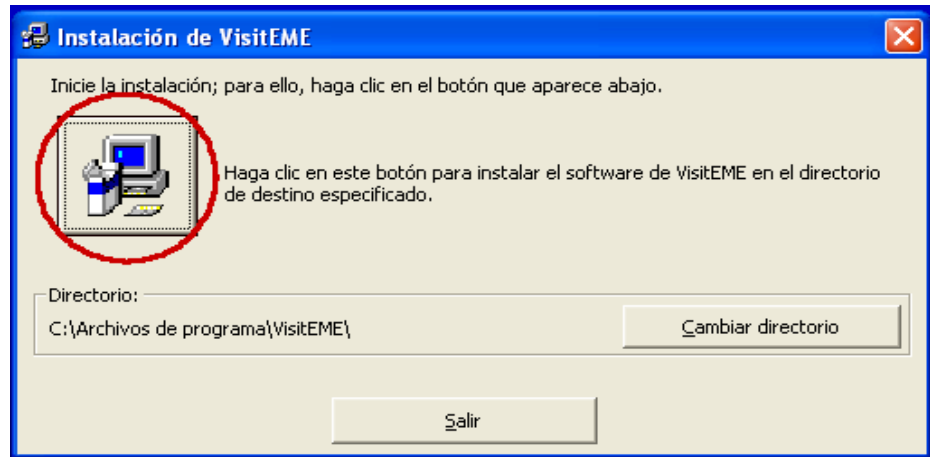 Instalación de VisitEME
Inicie la instalación; para ello, haga clic en el botón que aparece abajo.
Haga clic en este botón para instalar el software de VisitEME en el directorio
de destino especificado.
Directorio:
C:\Archivos de programa\VisitEME\
Cambiar directorio
Salir